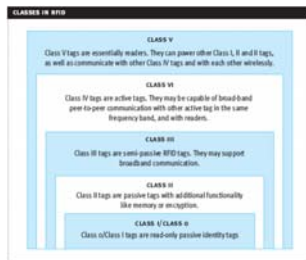 CLASSES IN RFID
CLASS V
Class V tags are essentially readers. They can power other Class I, II and II tags,
as well as communicate with other Class IV tags and with each other wirelessly.
CLASS VI
Class IV tags are active tags. They may be capable of broad-band
peer-to-peer communication with other active tag in the same
frequency band, and with readers.
CLASS III
Class III tags are semi-passive RFID tags. They may support
broadband communication.
CLASS II
Class II tags are passive tags with additional functionality
like memory or encryption.
CLASS I/CLASS 0
Class 0/Class I tags are read-only passive identity tags